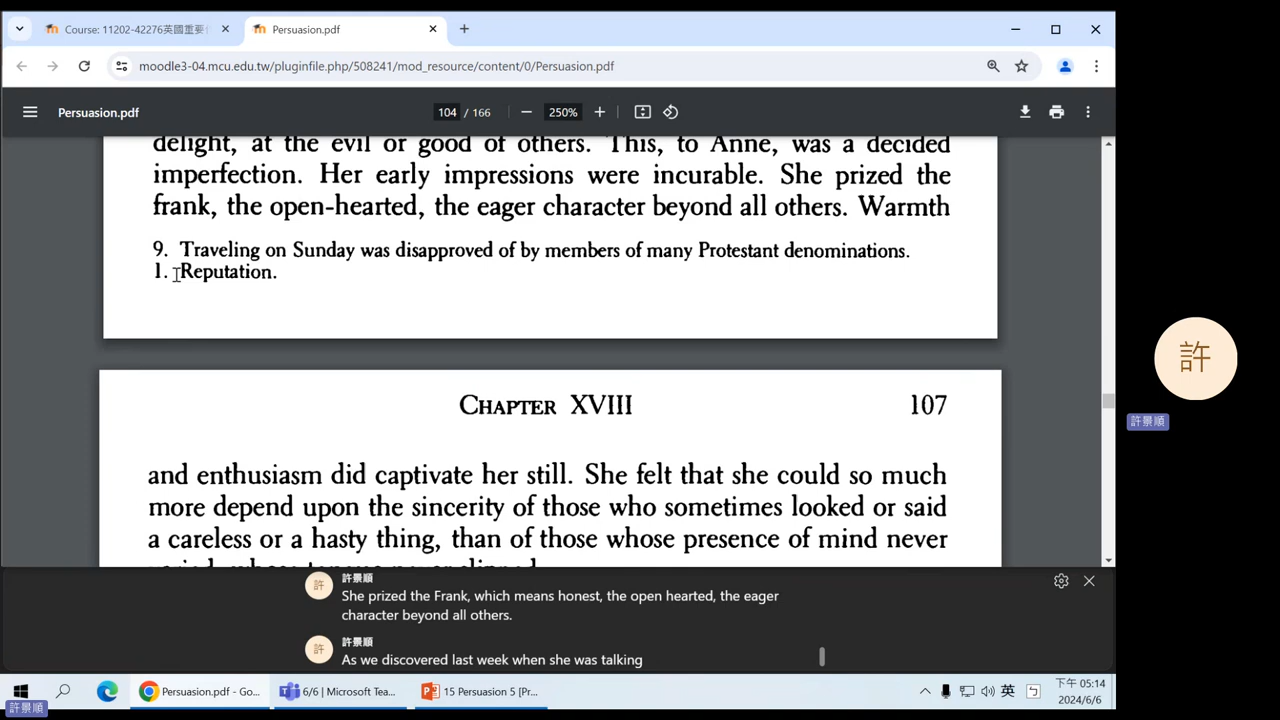 Course: 11202-42276英國重要
Persuasion.pdf
moodle3-04.mcu.edu.tw/pluginfile.php/508241/mod_resource/content/0/Persuasion.pdf
Persuasion.pdf
104 / 166
250%
delight, at the evil or good of others. This, to Anne, was a decided
imperfection. Her early impressions were incurable. She prized the
frank, the open-hearted, the eager character beyond all others. Warmth
9. Traveling on Sunday was disapproved of by members of many Protestant denominations.
1. Reputation.
CHAPTER XVIII 107
and enthusiasm did captivate her still. She felt that she could so much
more depend upon the sincerity of those who sometimes looked or said
a careless or a hasty thing, than of those whose presence of mind never
許
許景順
許
許景順
She prized the Frank, which means honest, the open hearted, the eager
character beyond all others.
許
許景順
As we discovered last week when she was talking
Persuasion.pdf - Go...
6/6 | Microsoft Tea...
15 Persuasion 5 [Pr...
英
下午 05:14
2024/6/6
許景順